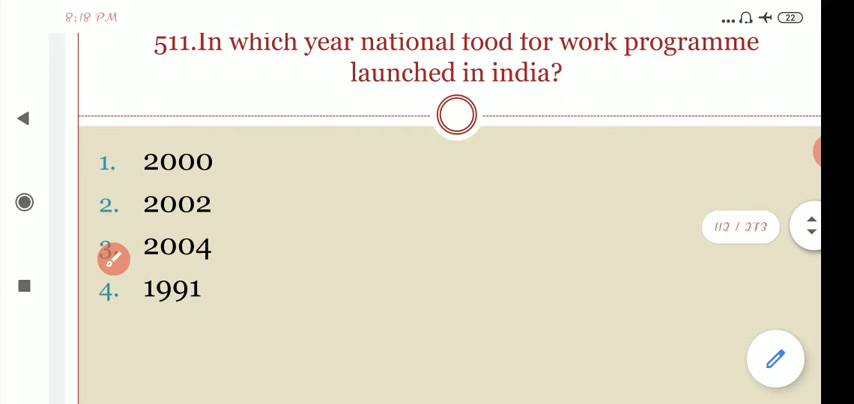 8:18 PM
22
511.In which year national food for work programme
launched in india?
1. 2000
2. 2002
3. 2004
4. 1991
112 / 273